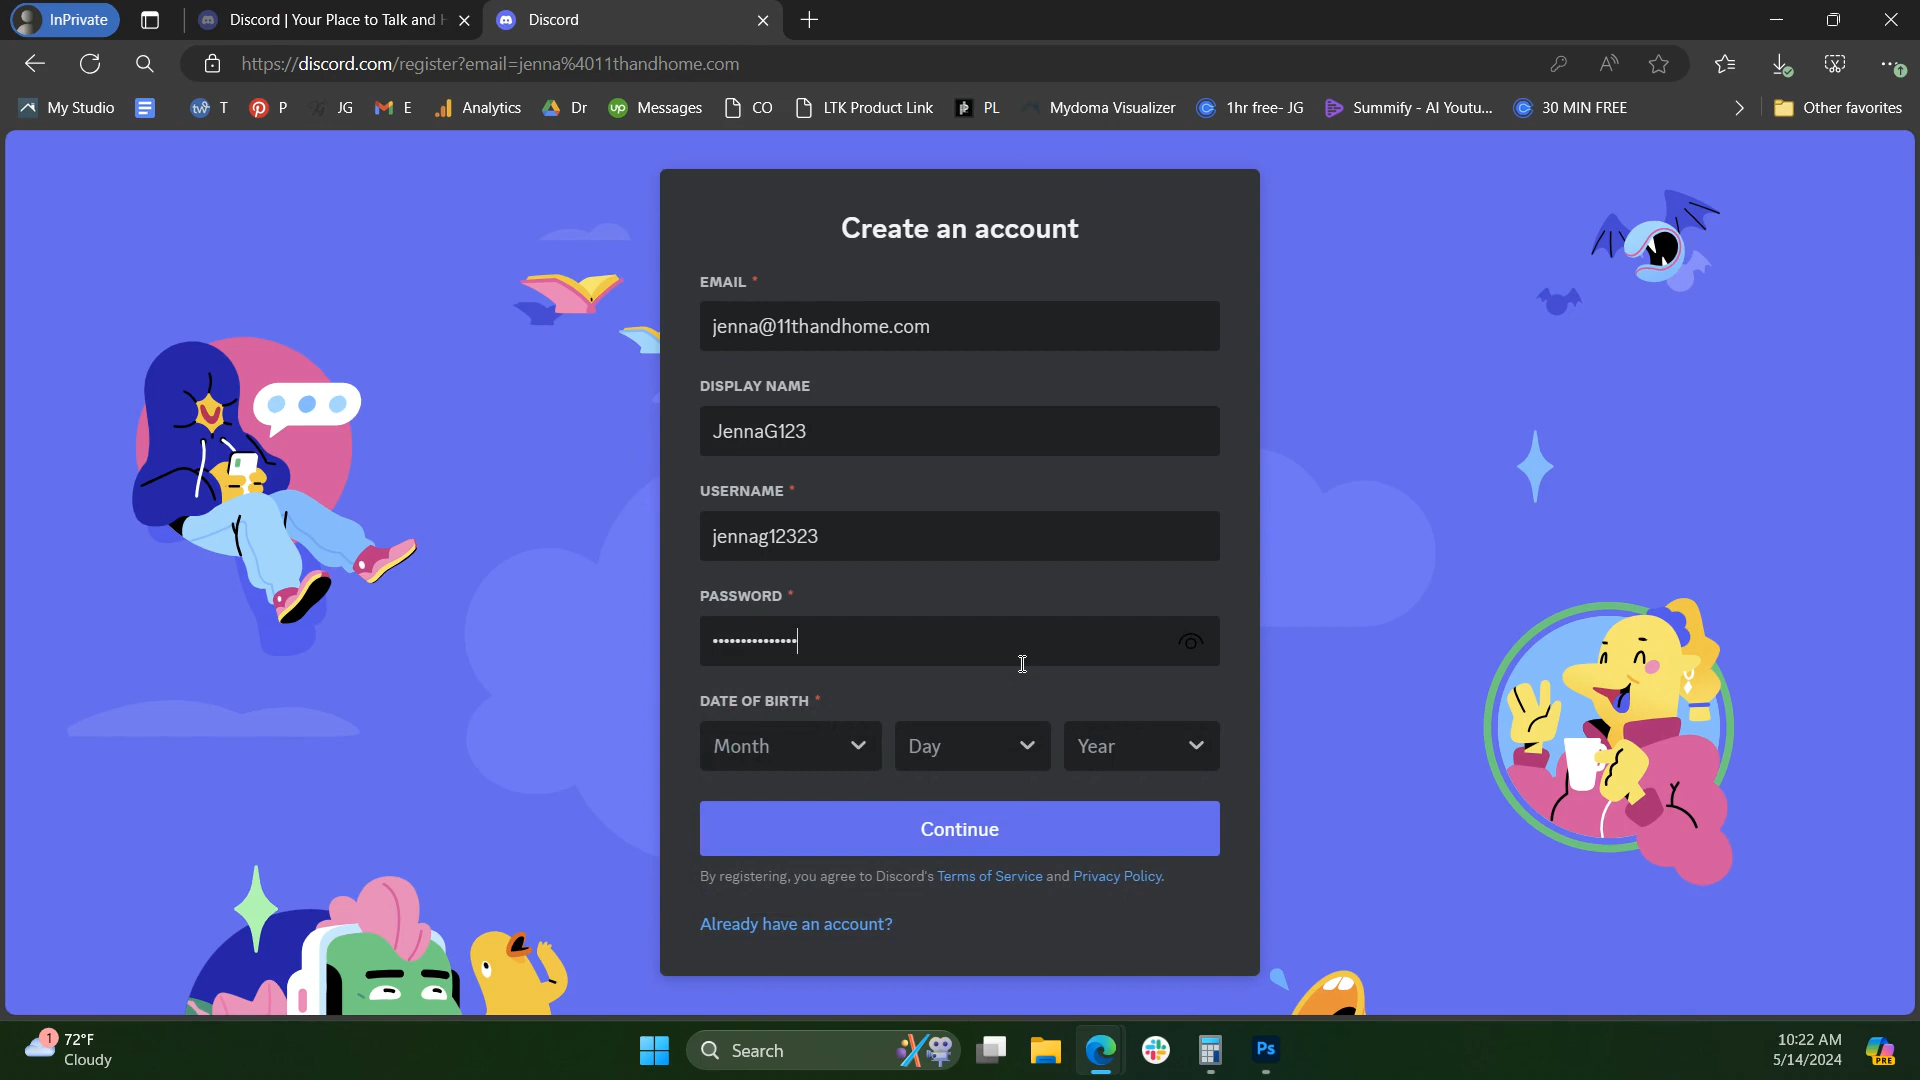 InPrivate
Discord | Your Place to Talk and
Discord
https://discord.com/register?email=jenna%4011thandhome.com
My Studio
T
P
JG
E
Analytics
Dr
Messages
CO
LTK Product Link
PL
Mydoma Visualizer
1hr free- JG
Summify - AI Youtu...
30 MIN FREE
Other favorites
Create an account
EMAIL *
jenna@11thandhome.com
DISPLAY NAME
JennaG123
USERNAME *
jennag12323
PASSWORD *
•••••••••••••••
DATE OF BIRTH *
Month
Day
Year
Continue
By registering, you agree to Discord's Terms of Service and Privacy Policy.
Already have an account?
1
72°F
Cloudy
Search
Ps
10:22 AM
5/14/2024
PRE